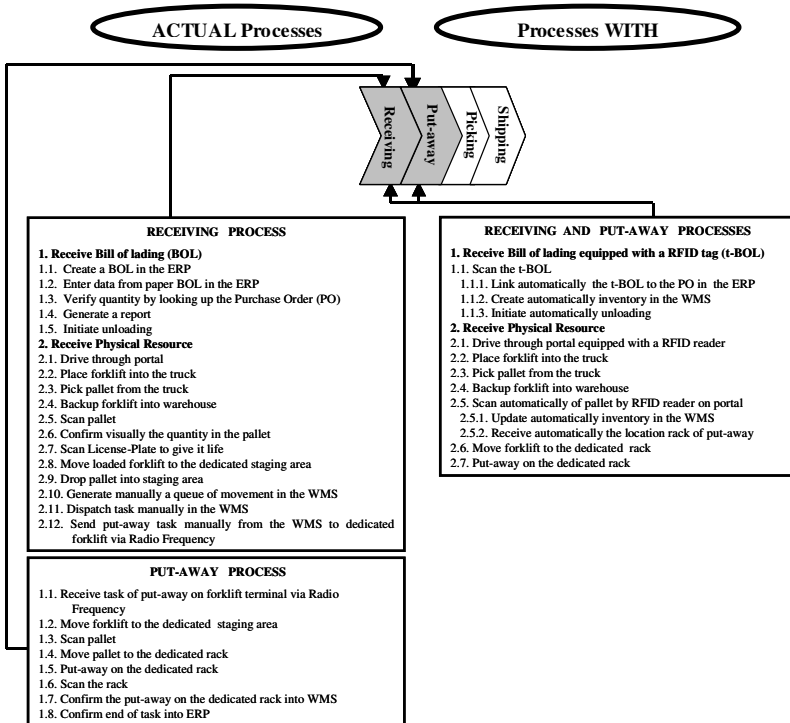 ACTUAL Processes
Processes WITH
Receiving
Put-away
Picking
Shipping
RECEIVING PROCESS
1. Receive Bill of lading (BOL)
1.1. Create a BOL in the ERP
1.2. Enter data from paper BOL in the ERP
1.3. Verify quantity by looking up the Purchase Order (PO)
1.4. Generate a report
1.5. Initiate unloading
2. Receive Physical Resource
2.1. Drive through portal
2.2. Place forklift into the truck
2.3. Pick pallet from the truck
2.4. Backup forklift into warehouse
2.5. Scan pallet
2.6. Confirm visually the quantity in the pallet
2.7. Scan License-Plate to give it life
2.8. Move loaded forklift to the dedicated staging area
2.9. Drop pallet into staging area
2.10. Generate manually a queue of movement in the WMS
2.11. Dispatch task manually in the WMS
2.12. Send put-away task manually from the WMS to dedicated
forklift via Radio Frequency
PUT-AWAY PROCESS
1.1. Receive task of put-away on forklift terminal via Radio
Frequency
1.2. Move forklift to the dedicated staging area
1.3. Scan pallet
1.4. Move pallet to the dedicated rack
1.5. Put-away on the dedicated rack
1.6. Scan the rack
1.7. Confirm the put-away on the dedicated rack into WMS
1.8. Confirm end of task into ERP
RECEIVING AND PUT-AWAY PROCESSES
1. Receive Bill of lading equipped with a RFID tag (t-BOL)
1.1. Scan the t-BOL
1.1.1. Link automatically the t-BOL to the PO in the ERP
1.1.2. Create automatically inventory in the WMS
1.1.3. Initiate automatically unloading
2. Receive Physical Resource
2.1. Drive through portal equipped with a RFID reader
2.2. Place forklift into the truck
2.3. Pick pallet from the truck
2.4. Backup forklift into warehouse
2.5. Scan automatically of pallet by RFID reader on portal
2.5.1. Update automatically inventory in the WMS
2.5.2. Receive automatically the location rack of put-away
2.6. Move forklift to the dedicated rack
2.7. Put-away on the dedicated rack